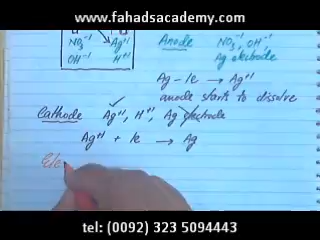 www.fahadsacademy.com
NO3⁻¹ Ag⁺¹
OH⁻¹ H⁺¹
Anode NO3⁻¹, OH⁻¹
Ag electrode
Ag - 1e → Ag⁺¹
anode starts to dissolve
Cathode Ag⁺¹, H⁺¹, Ag electrode
Ag⁺¹ + 1e → Ag
Ele
tel: (0092) 323 5094443